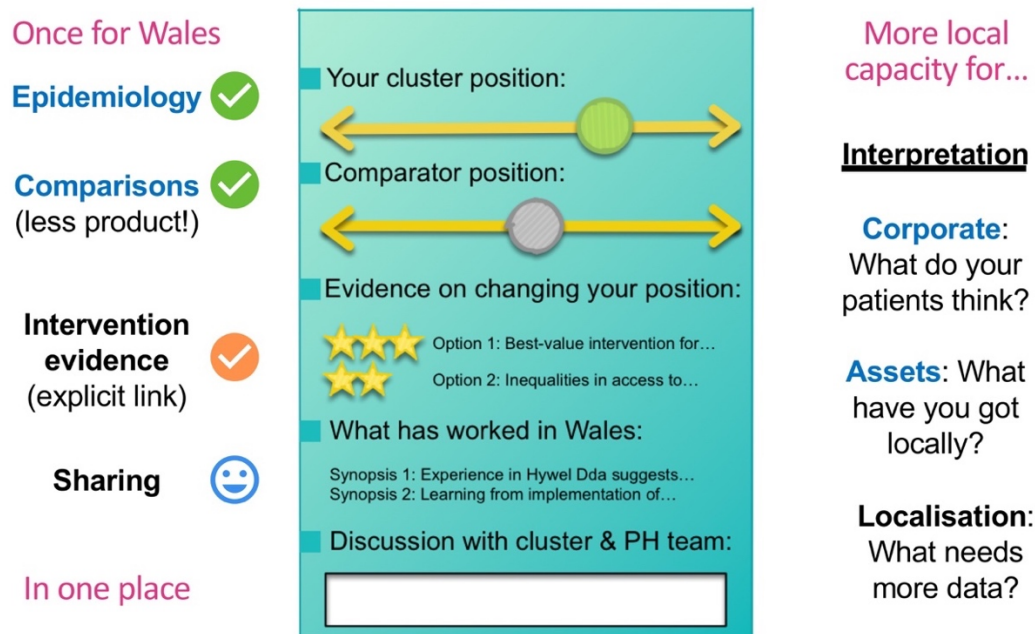 Once for Wales
Epidemiology
Comparisons
(less product!)
Intervention
evidence
(explicit link)
Sharing
In one place
Your cluster position:
Comparator position:
Evidence on changing your position:
Option 1: Best-value intervention for...
Option 2: Inequalities in access to...
What has worked in Wales:
Synopsis 1: Experience in Hywel Dda suggests...
Synopsis 2: Learning from implementation of...
Discussion with cluster & PH team:
More local
capacity for...
Interpretation
Corporate:
What do your
patients think?
Assets: What
have you got
locally?
Localisation:
What needs
more data?